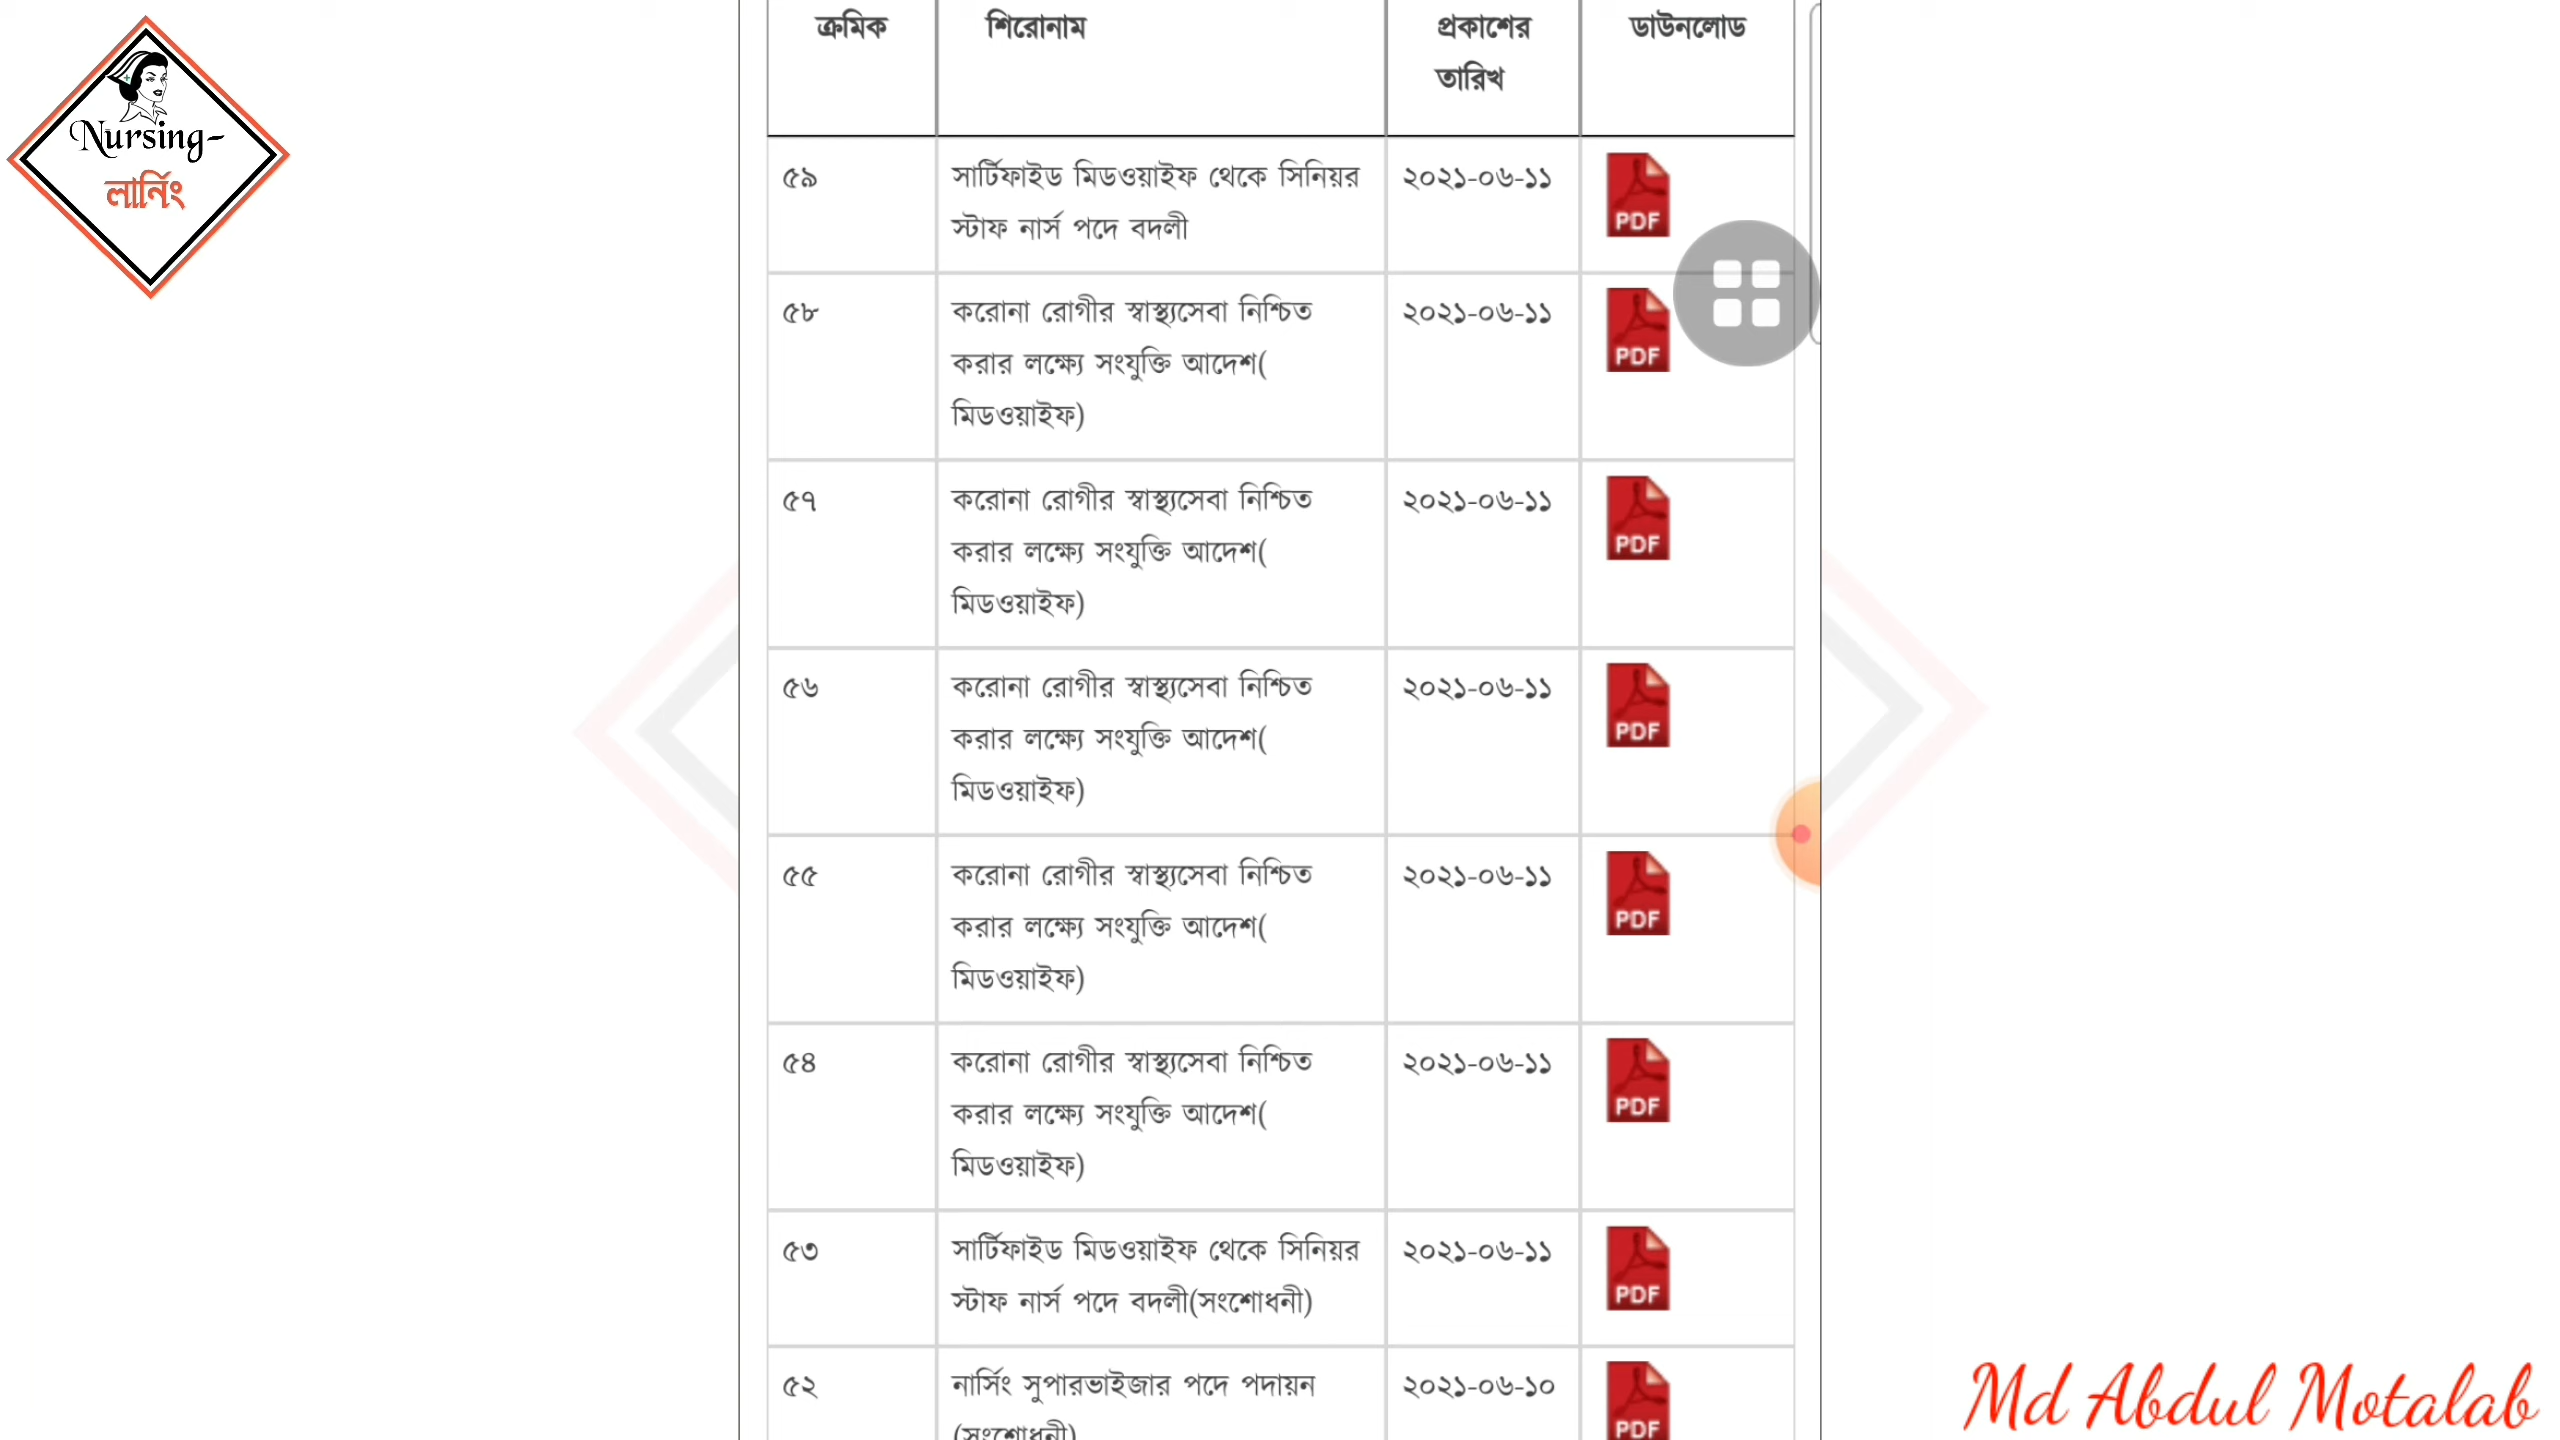 Nursing-
লার্নিং
ক্রমিক শিরোনাম প্রকাশের ডাউনলোড
তারিখ
৫৯ সার্টিফাইড মিডওয়াইফ থেকে সিনিয়র ২০২১-০৬-১১ PDF
স্টাফ নার্স পদে বদলী
৫৮ করোনা রোগীর স্বাস্থ্যসেবা নিশ্চিত ২০২১-০৬-১১ PDF
করার লক্ষ্যে সংযুক্তি আদেশ(
মিডওয়াইফ)
৫৭ করোনা রোগীর স্বাস্থ্যসেবা নিশ্চিত ২০২১-০৬-১১ PDF
করার লক্ষ্যে সংযুক্তি আদেশ(
মিডওয়াইফ)
৫৬ করোনা রোগীর স্বাস্থ্যসেবা নিশ্চিত ২০২১-০৬-১১ PDF
করার লক্ষ্যে সংযুক্তি আদেশ(
মিডওয়াইফ)
৫৫ করোনা রোগীর স্বাস্থ্যসেবা নিশ্চিত ২০২১-০৬-১১ PDF
করার লক্ষ্যে সংযুক্তি আদেশ(
মিডওয়াইফ)
৫৪ করোনা রোগীর স্বাস্থ্যসেবা নিশ্চিত ২০২১-০৬-১১ PDF
করার লক্ষ্যে সংযুক্তি আদেশ(
মিডওয়াইফ)
৫৩ সার্টিফাইড মিডওয়াইফ থেকে সিনিয়র ২০২১-০৬-১১ PDF
স্টাফ নার্স পদে বদলী(সংশোধনী)
৫২ নার্সিং সুপারভাইজার পদে পদায়ন ২০২১-০৬-১০ PDF
(সংশোধনী)
Md Abdul Motalab